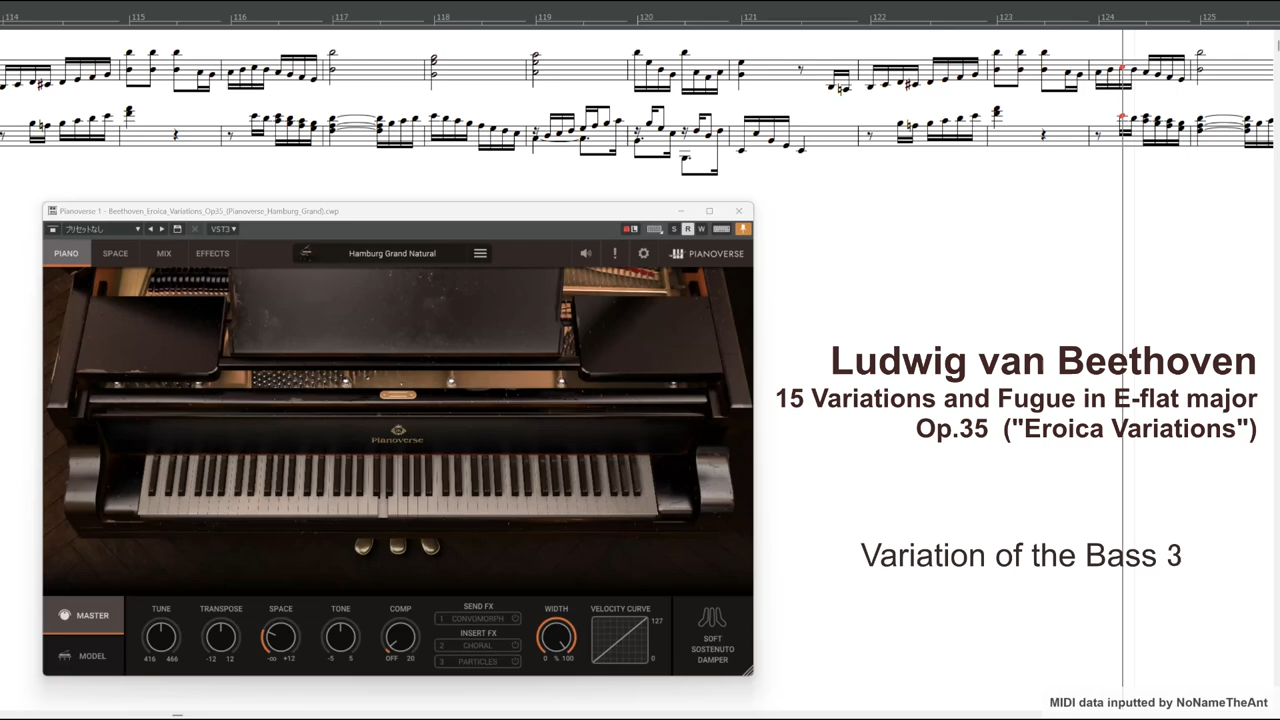 114 115 116 117 118 119 120 121 122 123 124 125
Pianoverse 1 - Beethoven_Eroica_Variations_Op35_(Pianoverse_Hamburg_Grand).cwp
プリセットなし VST3 L S R W
PIANO SPACE MIX EFFECTS Hamburg Grand Natural ! PIANOVERSE
Pianoverse
Ludwig van Beethoven
15 Variations and Fugue in E-flat major
Op.35 ("Eroica Variations")
Variation of the Bass 3
MASTER
MODEL
TUNE TRANSPOSE SPACE TONE COMP
416 466 -12 12 -∞ +12 -5 5 OFF 20
SEND FX
1 CONVOMORPH
INSERT FX
2 CHORAL
3 PARTICLES
WIDTH
0 % 100
VELOCITY CURVE
127
0
SOFT
SOSTENUTO
DAMPER
MIDI data inputted by NoNameTheAnt